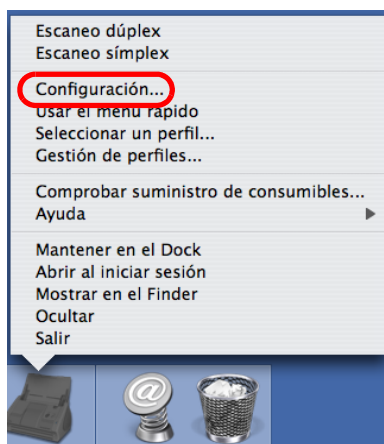 Escaneo dúplex
Escaneo símplex
Configuración...
Usar el menú rápido
Seleccionar un perfil...
Gestión de perfiles...
Comprobar suministro de consumibles...
Ayuda
Mantener en el Dock
Abrir al iniciar sesión
Mostrar en el Finder
Ocultar
Salir
@